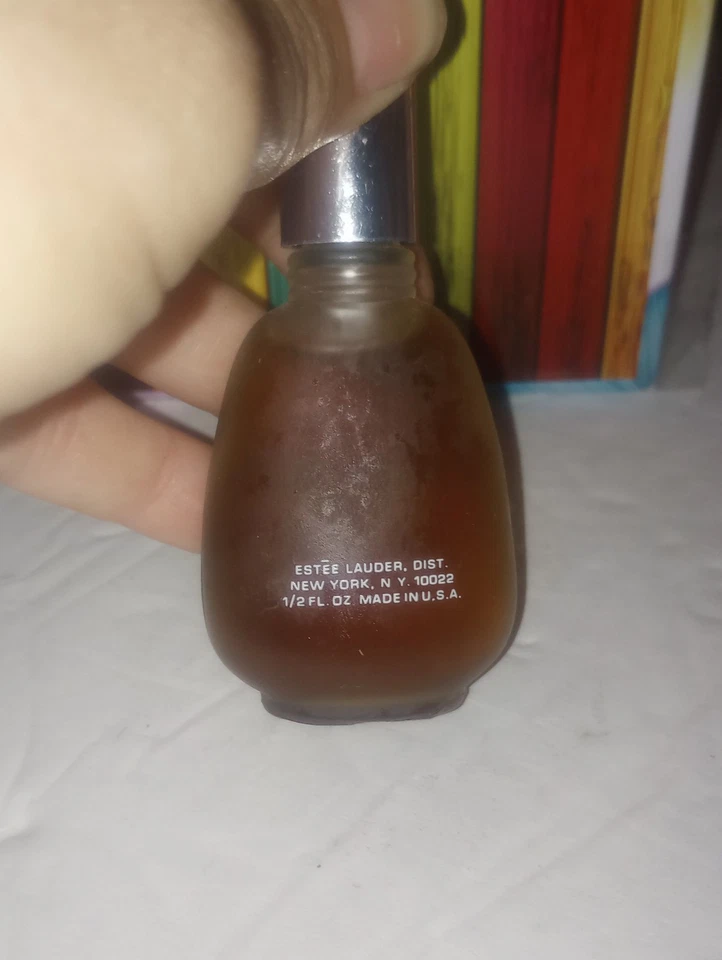 ESTĒE LAUDER, DIST.
NEW YORK, N Y. 10022
1/2 FL. OZ. MADE IN U.S.A.